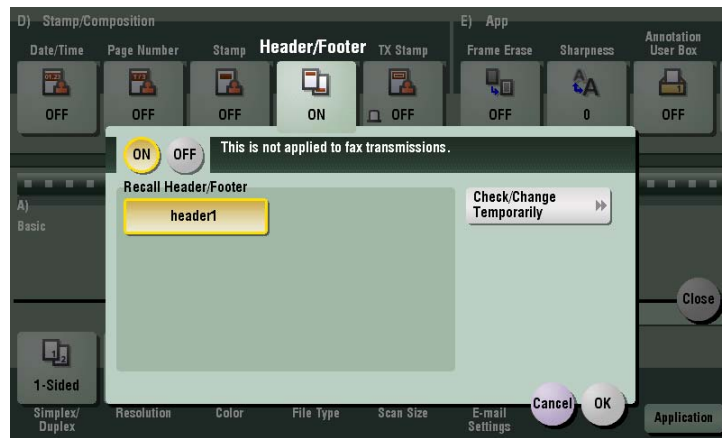 D) Stamp/Composition
E) App
Date/Time
Page Number
Stamp
Header/Footer
TX Stamp
Frame Erase
Sharpness
Annotation
User Box
OFF
OFF
OFF
ON
OFF
OFF
0
OFF
ON
OFF
This is not applied to fax transmissions.
Recall Header/Footer
header1
Check/Change
Temporarily
A)
Basic
Close
1-Sided
Cancel
OK
Simplex/
Duplex
Resolution
Color
File Type
Scan Size
E-mail
Settings
Application